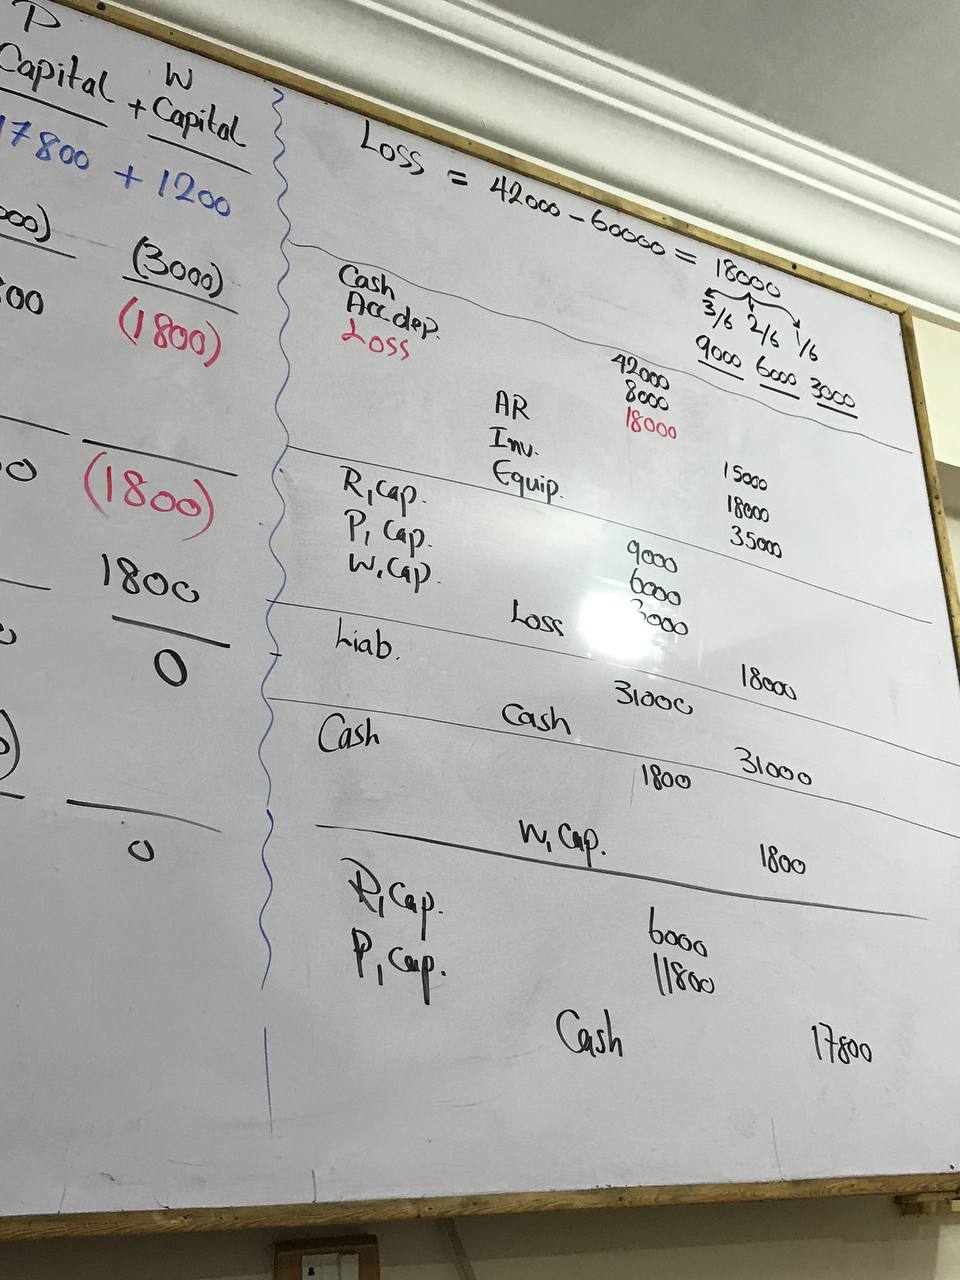 P
Capital + W Capital
17800 + 1200
000) (3000)
00 (1800)
0 (1800)
1800
0
0
Loss = 42000 - 60000 = 18000
3/6 2/6 1/6
9000 6000 3000
Cash 42000
Acc.dep. 8000
Loss 18000
AR 15000
Inv. 18000
Equip. 35000
R, Cap. 9000
P, Cap. 6000
W, Cap. 3000
Loss 18000
Liab. 31000
Cash 31000
Cash 1800
W, Cap. 1800
R, Cap. 6000
P, Cap. 11800
Cash 17800